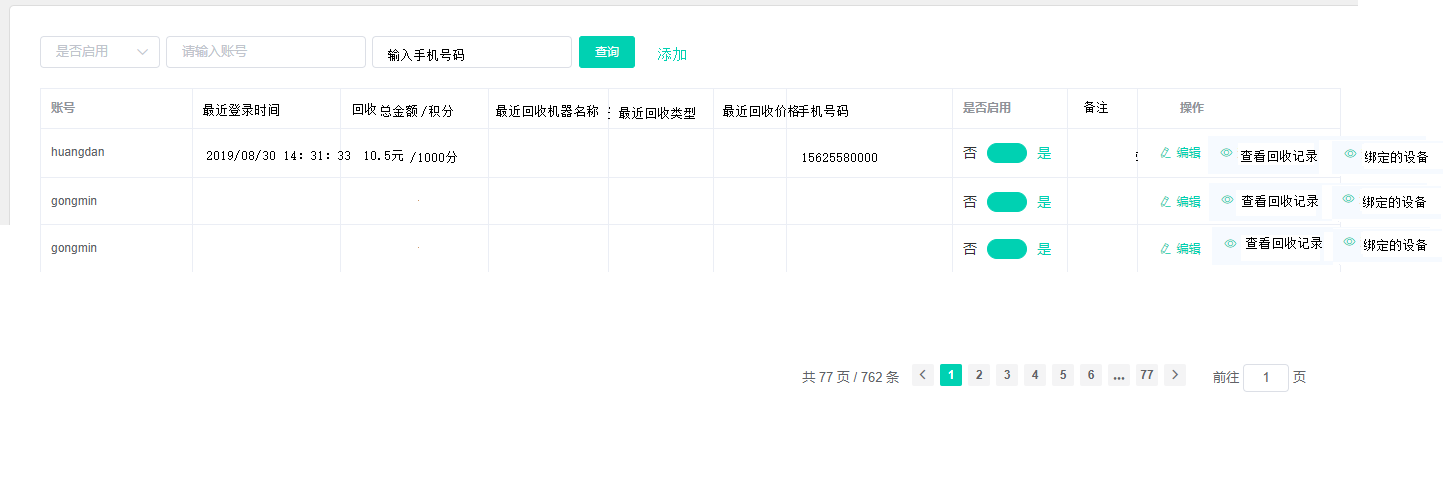 是否启用 请输入账号 输入手机号码 查询 添加
账号 最近登录时间 回收 总金额 /积分 最近回收机器名称 最近回收类型 最近回收价格 手机号码 是否启用 备注 操作
huangdan 2019/08/30 14：31：33 10.5元 /1000分 15625580000 否 是 编辑 查看回收记录 绑定的设备
gongmin 否 是 编辑 查看回收记录 绑定的设备
gongmin 否 是 编辑 查看回收记录 绑定的设备
共 77 页 / 762 条 < 1 2 3 4 5 6 ... 77 > 前往 1 页